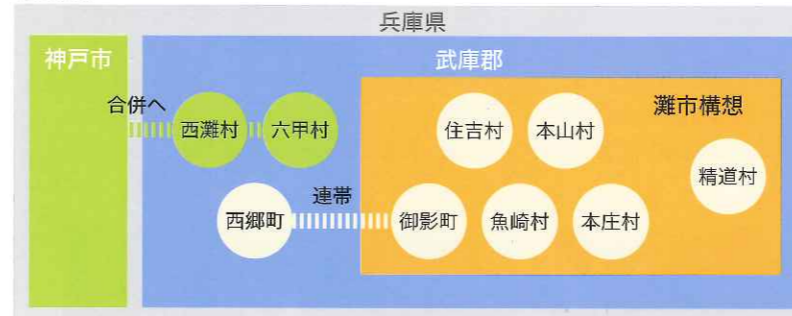 兵庫県
神戸市
武庫郡
合併へ
西灘村
六甲村
住吉村
本山村
灘市構想
精道村
連帯
西郷町
御影町
魚崎村
本庄村